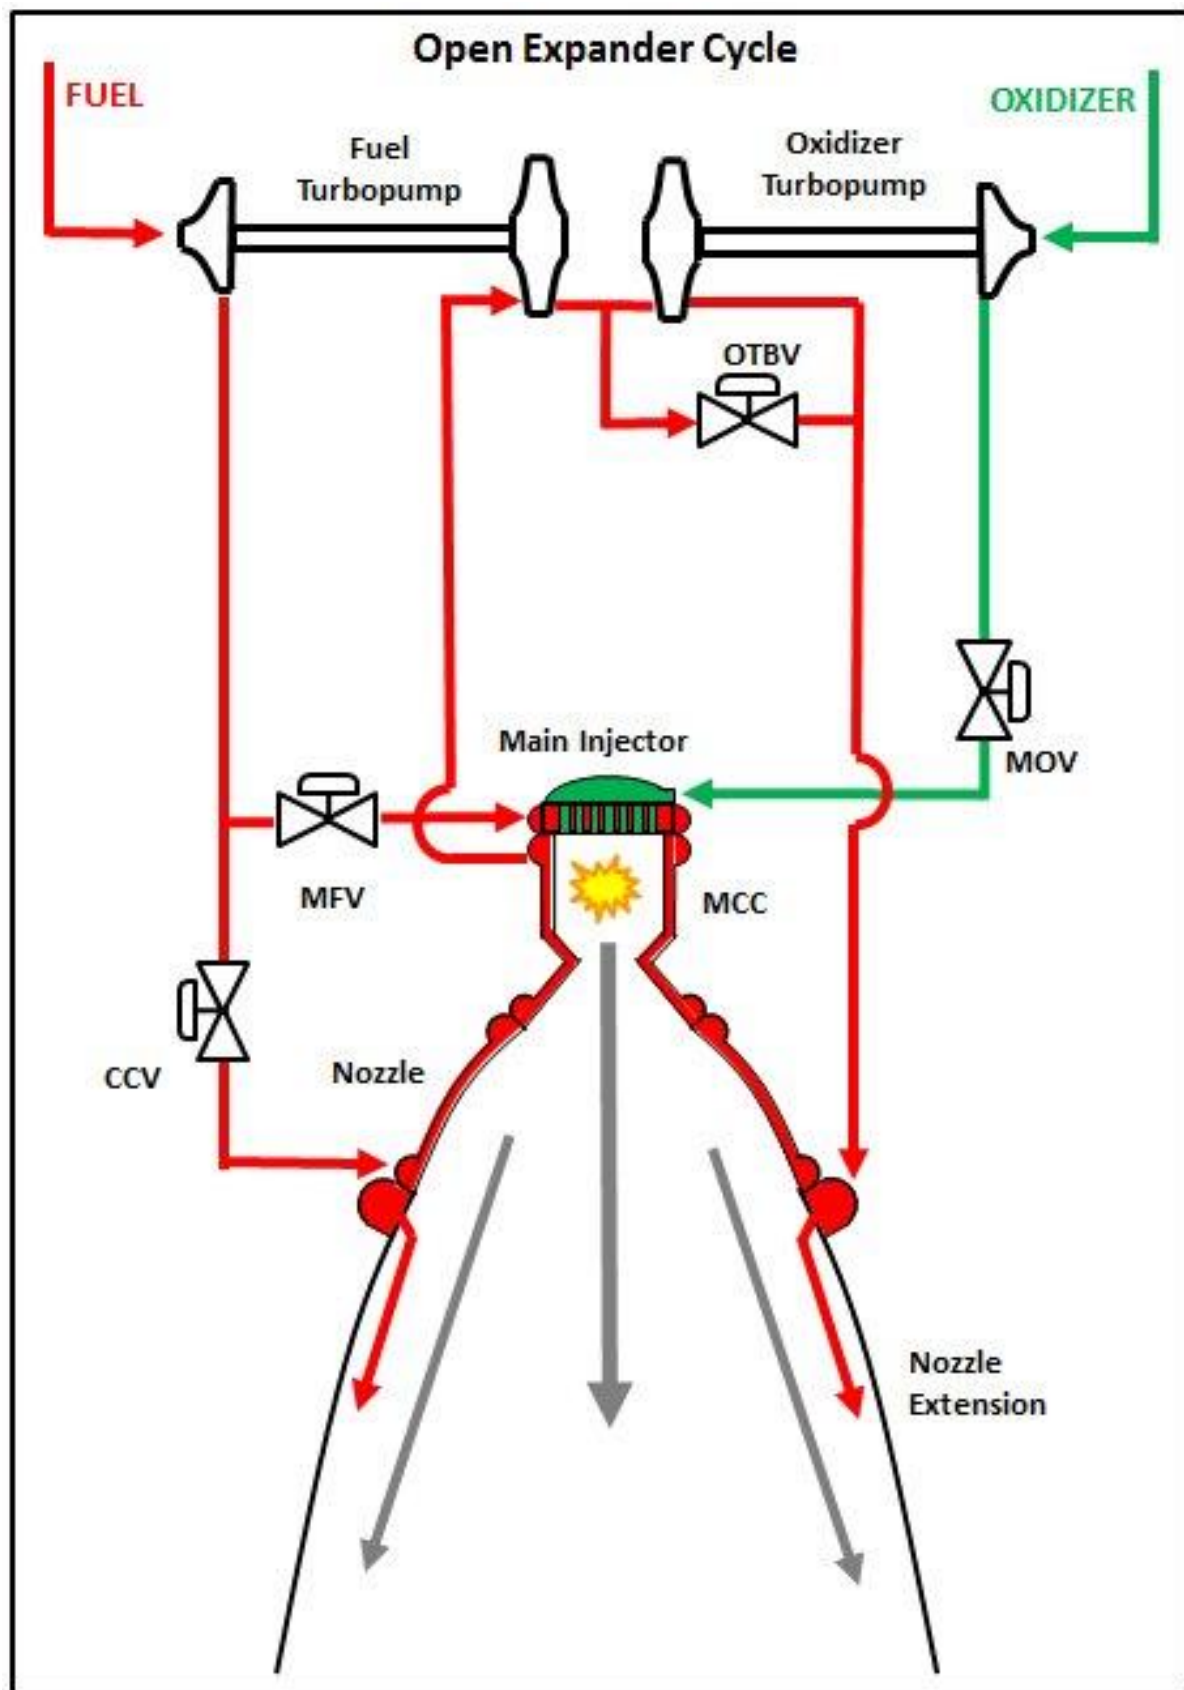 Open Expander Cycle
FUEL
OXIDIZER
Fuel
Turbopump
Oxidizer
Turbopump
OTBV
Main Injector
MOV
MFV
MCC
CCV
Nozzle
Nozzle
Extension